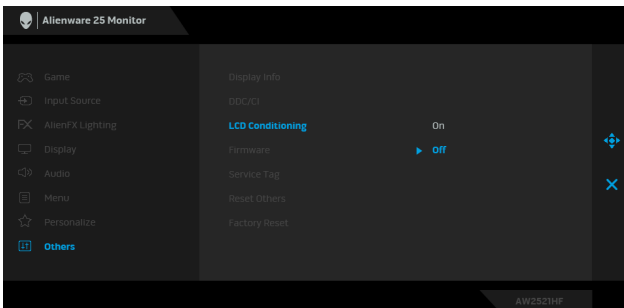 Alienware 25 Monitor
Game
Display Info
Input Source
DDC/CI
FX AlienFX Lighting
LCD Conditioning On
Display
Firmware Off
Audio
Service Tag
Menu
Reset Others
Personalize
Factory Reset
Others
AW2521HF